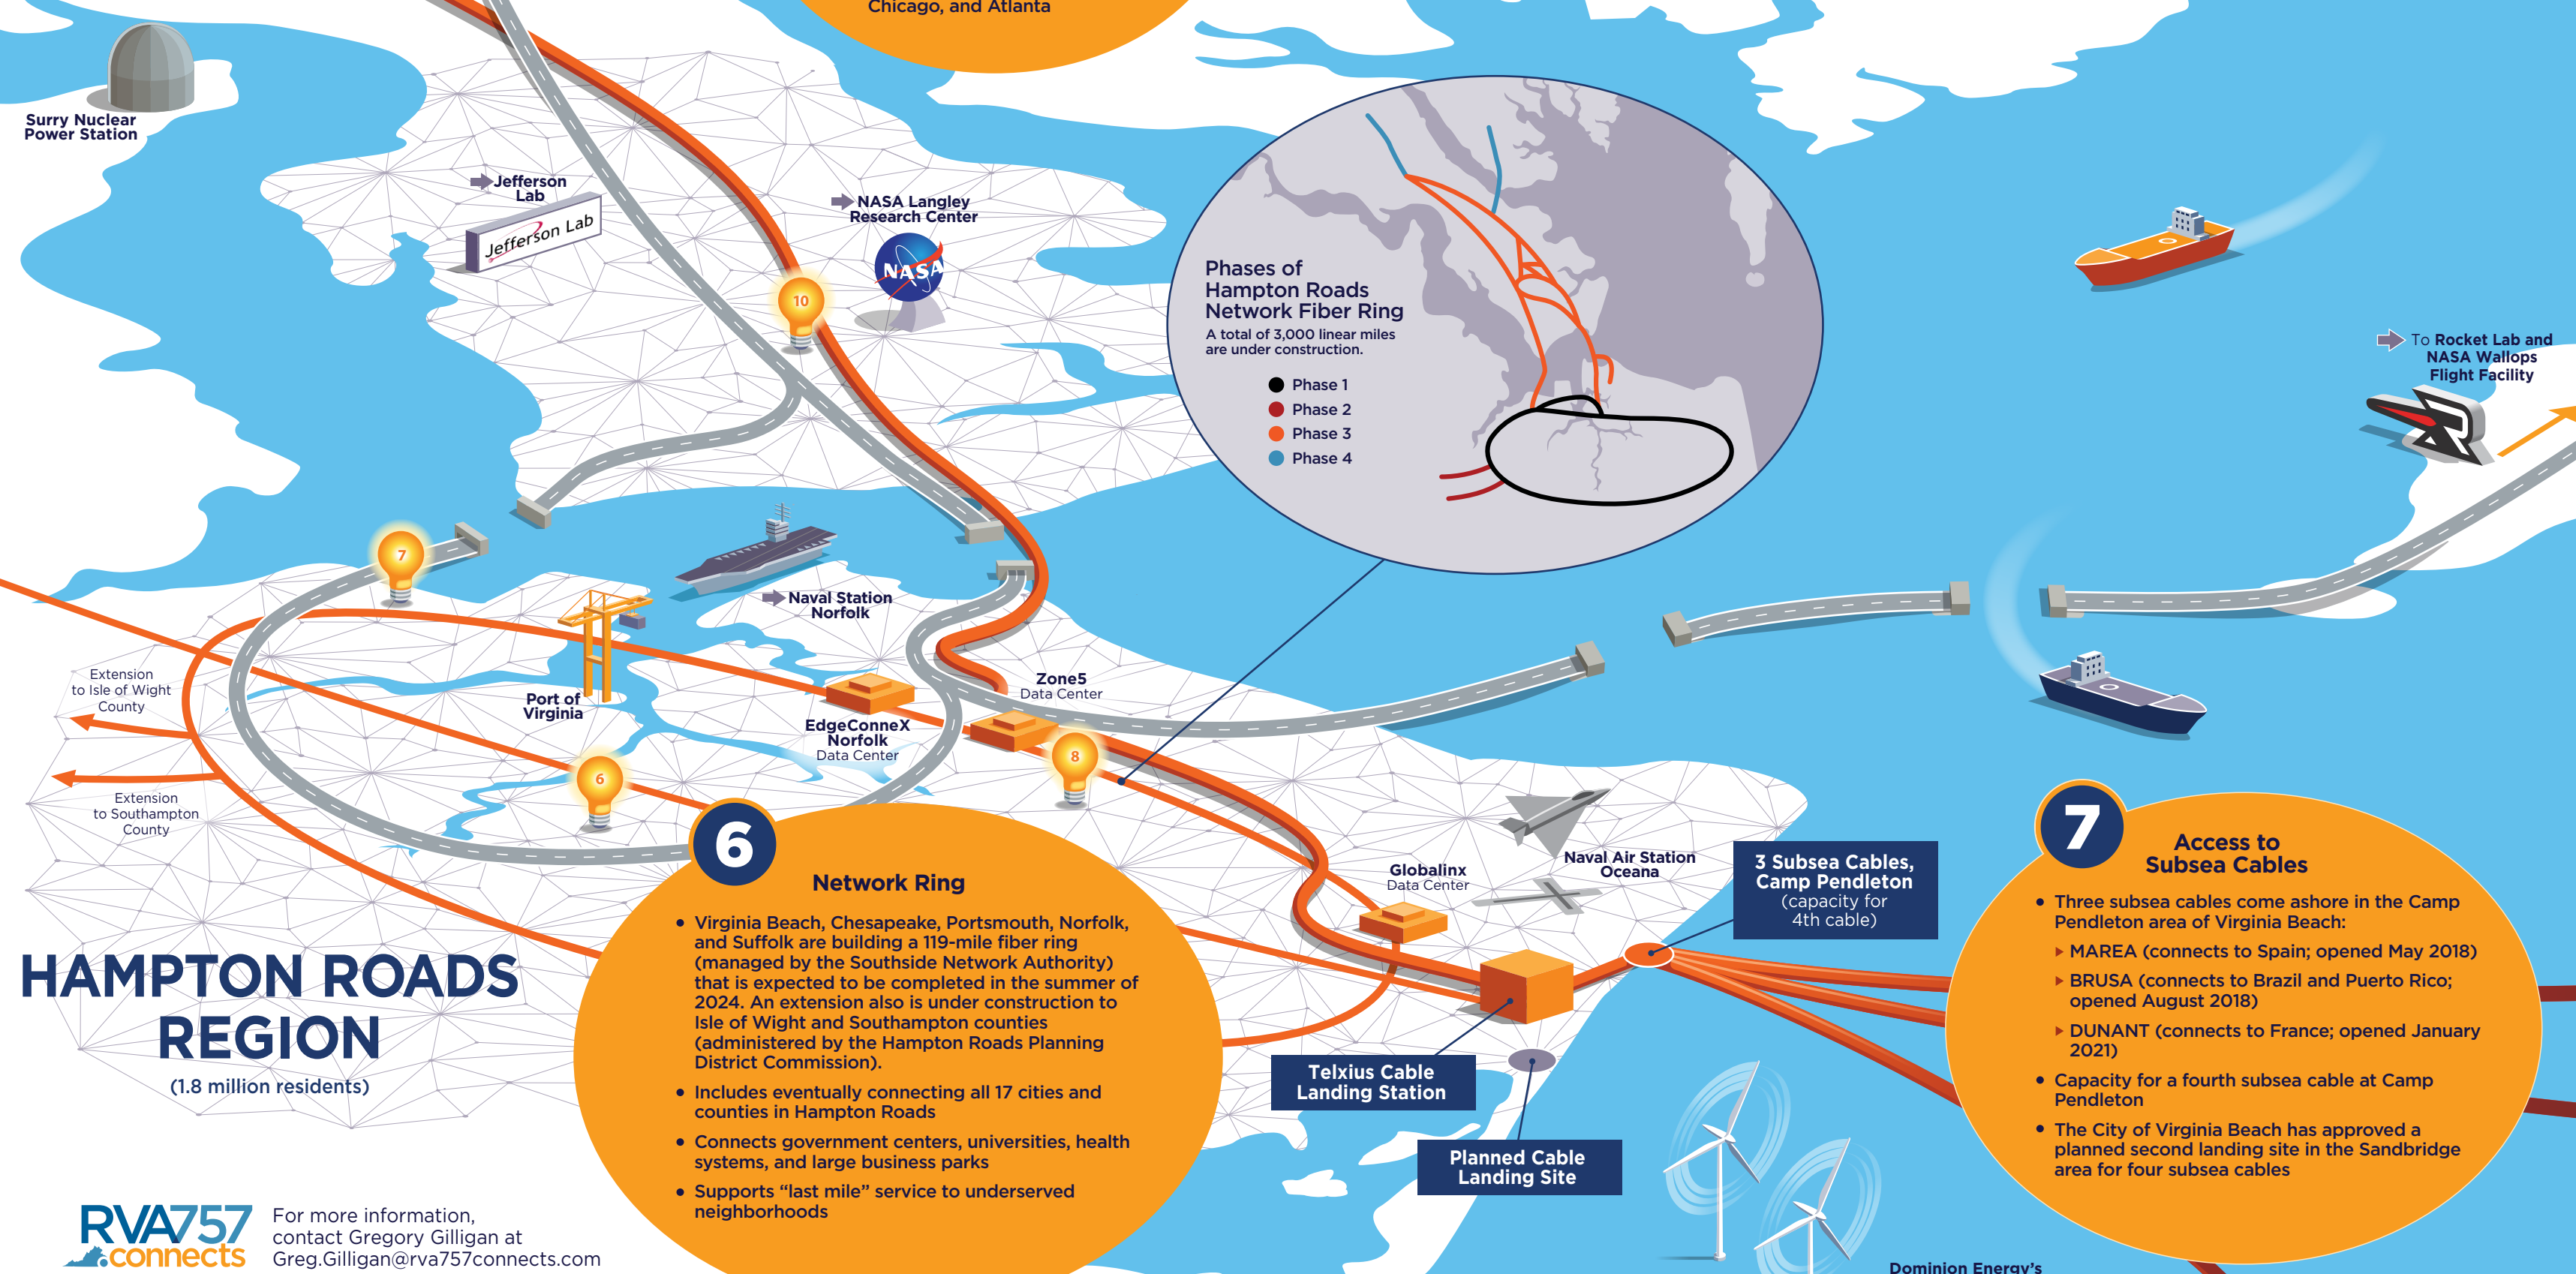 Chicago, and Atlanta
Surry Nuclear
Power Station
Jefferson
Lab
Jefferson Lab
NASA Langley
Research Center
NASA
10
Phases of
Hampton Roads
Network Fiber Ring
A total of 3,000 linear miles
are under construction.
Phase 1
Phase 2
Phase 3
Phase 4
To Rocket Lab and
NASA Wallops
Flight Facility
7
Naval Station
Norfolk
Extension
to Isle of Wight
County
Port of
Virginia
Zone5
Data Center
EdgeConneX
Norfolk
Data Center
8
6
Extension
to Southampton
County
Globalinx
Data Center
Naval Air Station
Oceana
3 Subsea Cables,
Camp Pendleton
(capacity for
4th cable)
Telxius Cable
Landing Station
Planned Cable
Landing Site
HAMPTON ROADS
REGION
(1.8 million residents)
6
Network Ring
• Virginia Beach, Chesapeake, Portsmouth, Norfolk,
and Suffolk are building a 119-mile fiber ring
(managed by the Southside Network Authority)
that is expected to be completed in the summer of
2024. An extension also is under construction to
Isle of Wight and Southampton counties
(administered by the Hampton Roads Planning
District Commission).
• Includes eventually connecting all 17 cities and
counties in Hampton Roads
• Connects government centers, universities, health
systems, and large business parks
• Supports “last mile” service to underserved
neighborhoods
7
Access to
Subsea Cables
• Three subsea cables come ashore in the Camp
Pendleton area of Virginia Beach:
MAREA (connects to Spain; opened May 2018)
BRUSA (connects to Brazil and Puerto Rico;
opened August 2018)
DUNANT (connects to France; opened January
2021)
• Capacity for a fourth subsea cable at Camp
Pendleton
• The City of Virginia Beach has approved a
planned second landing site in the Sandbridge
area for four subsea cables
RVA757
connects
For more information,
contact Gregory Gilligan at
Greg.Gilligan@rva757connects.com
Dominion Energy's